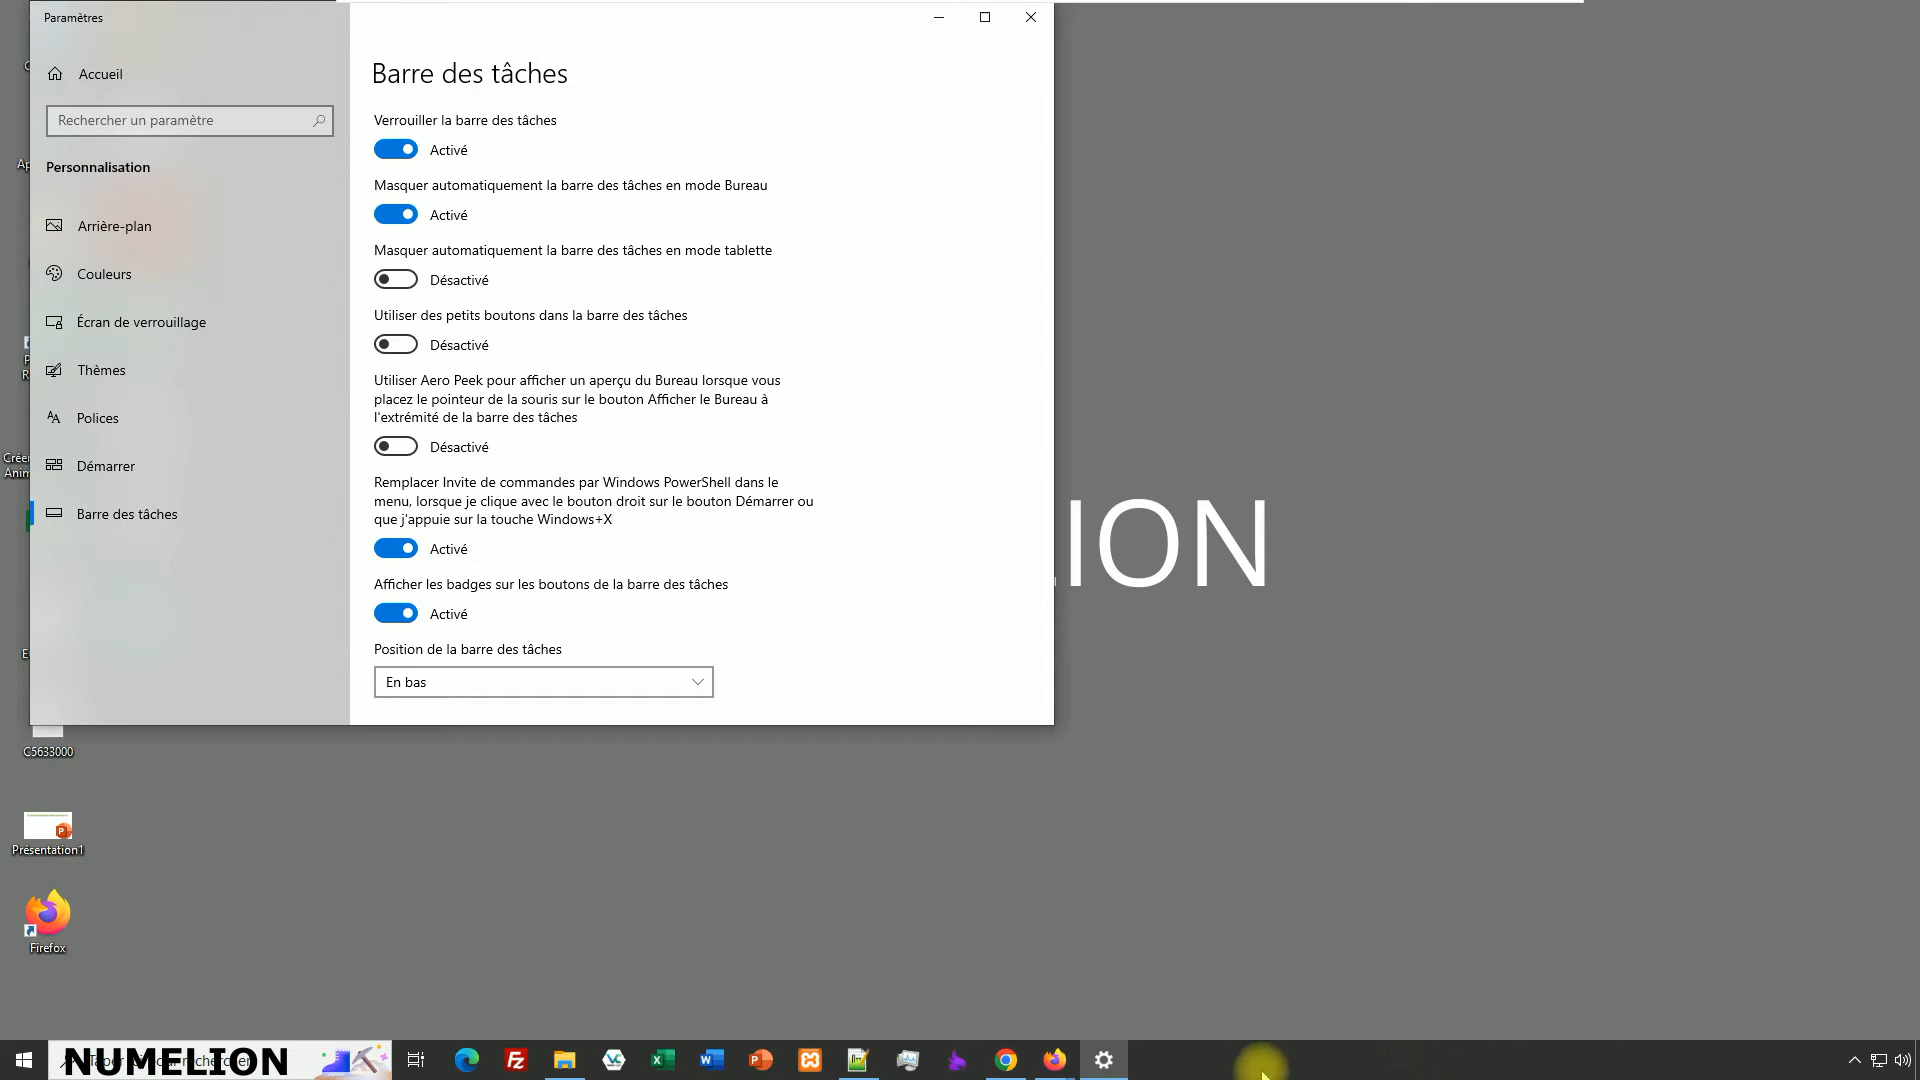 Paramètres
Accueil
Rechercher un paramètre
Personnalisation
Arrière-plan
Couleurs
Écran de verrouillage
Thèmes
Polices
Démarrer
Barre des tâches
Barre des tâches
Verrouiller la barre des tâches
Activé
Masquer automatiquement la barre des tâches en mode Bureau
Activé
Masquer automatiquement la barre des tâches en mode tablette
Désactivé
Utiliser des petits boutons dans la barre des tâches
Désactivé
Utiliser Aero Peek pour afficher un aperçu du Bureau lorsque vous
placez le pointeur de la souris sur le bouton Afficher le Bureau à
l'extrémité de la barre des tâches
Désactivé
Remplacer Invite de commandes par Windows PowerShell dans le
menu, lorsque je clique avec le bouton droit sur le bouton Démarrer ou
que j'appuie sur la touche Windows+X
Activé
Afficher les badges sur les boutons de la barre des tâches
Activé
Position de la barre des tâches
En bas
ION
Créer
Anim
C5633000
Présentation1
Firefox
NUMELION